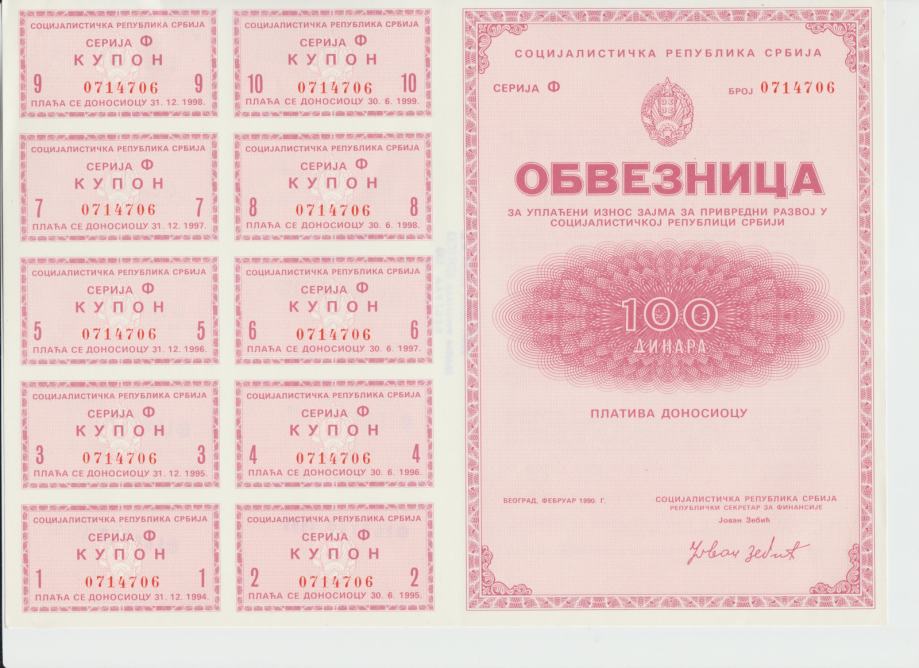 СОЦИЈАЛИСТИЧКА РЕПУБЛИКА СРБИЈА
СЕРИЈА Ф
КУПОН
9 0714706 9
ПЛАЋА СЕ ДОНОСИОЦУ 31. 12. 1998.
СОЦИЈАЛИСТИЧКА РЕПУБЛИКА СРБИЈА
СЕРИЈА Ф
КУПОН
10 0714706 10
ПЛАЋА СЕ ДОНОСИОЦУ 30. 6. 1999.
СОЦИЈАЛИСТИЧКА РЕПУБЛИКА СРБИЈА
СЕРИЈА Ф
КУПОН
7 0714706 7
ПЛАЋА СЕ ДОНОСИОЦУ 31. 12. 1997.
СОЦИЈАЛИСТИЧКА РЕПУБЛИКА СРБИЈА
СЕРИЈА Ф
КУПОН
8 0714706 8
ПЛАЋА СЕ ДОНОСИОЦУ 30. 6. 1998.
СОЦИЈАЛИСТИЧКА РЕПУБЛИКА СРБИЈА
СЕРИЈА Ф
КУПОН
5 0714706 5
ПЛАЋА СЕ ДОНОСИОЦУ 31. 12. 1996.
СОЦИЈАЛИСТИЧКА РЕПУБЛИКА СРБИЈА
СЕРИЈА Ф
КУПОН
6 0714706 6
ПЛАЋА СЕ ДОНОСИОЦУ 30. 6. 1997.
СОЦИЈАЛИСТИЧКА РЕПУБЛИКА СРБИЈА
СЕРИЈА Ф
КУПОН
3 0714706 3
ПЛАЋА СЕ ДОНОСИОЦУ 31. 12. 1995.
СОЦИЈАЛИСТИЧКА РЕПУБЛИКА СРБИЈА
СЕРИЈА Ф
КУПОН
4 0714706 4
ПЛАЋА СЕ ДОНОСИОЦУ 30. 6. 1996.
СОЦИЈАЛИСТИЧКА РЕПУБЛИКА СРБИЈА
СЕРИЈА Ф
КУПОН
1 0714706 1
ПЛАЋА СЕ ДОНОСИОЦУ 31. 12. 1994.
СОЦИЈАЛИСТИЧКА РЕПУБЛИКА СРБИЈА
СЕРИЈА Ф
КУПОН
2 0714706 2
ПЛАЋА СЕ ДОНОСИОЦУ 30. 6. 1995.
СОЦИЈАЛИСТИЧКА РЕПУБЛИКА СРБИЈА
СЕРИЈА Ф БРОЈ 0714706
ОБВЕЗНИЦА
ЗА УПЛАЋЕНИ ИЗНОС ЗАЈМА ЗА ПРИВРЕДНИ РАЗВОЈ У
СОЦИЈАЛИСТИЧКОЈ РЕПУБЛИЦИ СРБИЈИ
100
ДИНАРА
ПЛАТИВА ДОНОСИОЦУ
БЕОГРАД, ФЕБРУАР 1990. Г.
СОЦИЈАЛИСТИЧКА РЕПУБЛИКА СРБИЈА
РЕПУБЛИЧКИ СЕКРЕТАР ЗА ФИНАНСИЈЕ
Јован Зебић
Јован Зебић